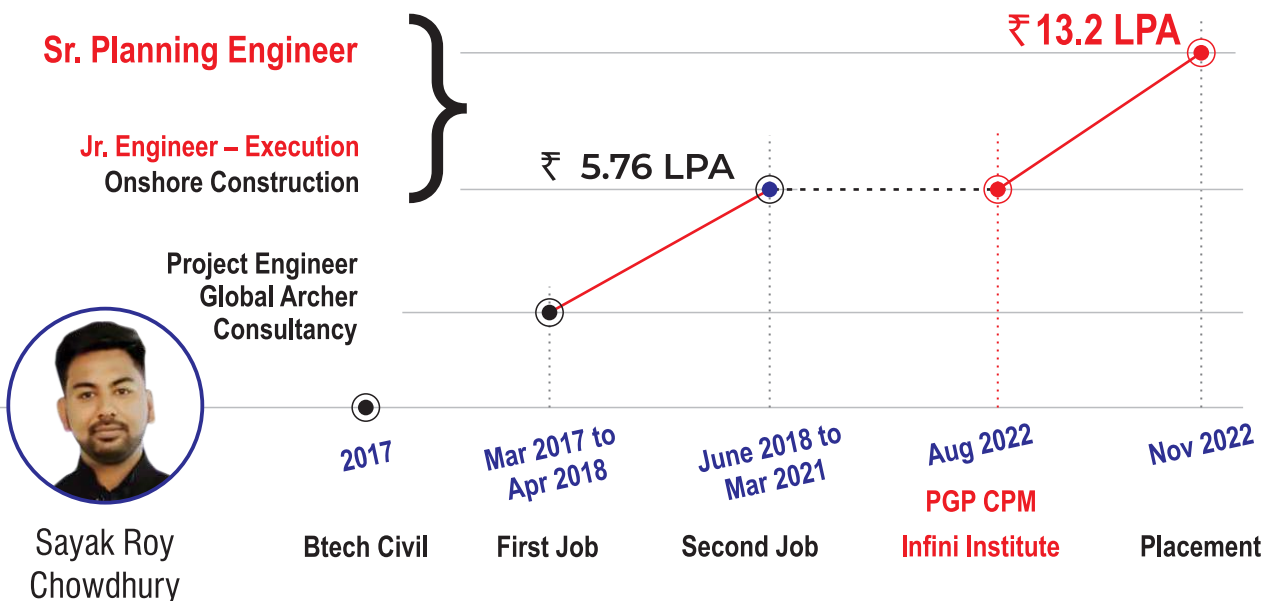 Sr. Planning Engineer
₹ 13.2 LPA
Jr. Engineer – Execution
Onshore Construction
₹ 5.76 LPA
Project Engineer
Global Archer
Consultancy
2017
Mar 2017 to
Apr 2018
June 2018 to
Mar 2021
Aug 2022
Nov 2022
PGP CPM
Infini Institute
Btech Civil
First Job
Second Job
Placement
Sayak Roy
Chowdhury